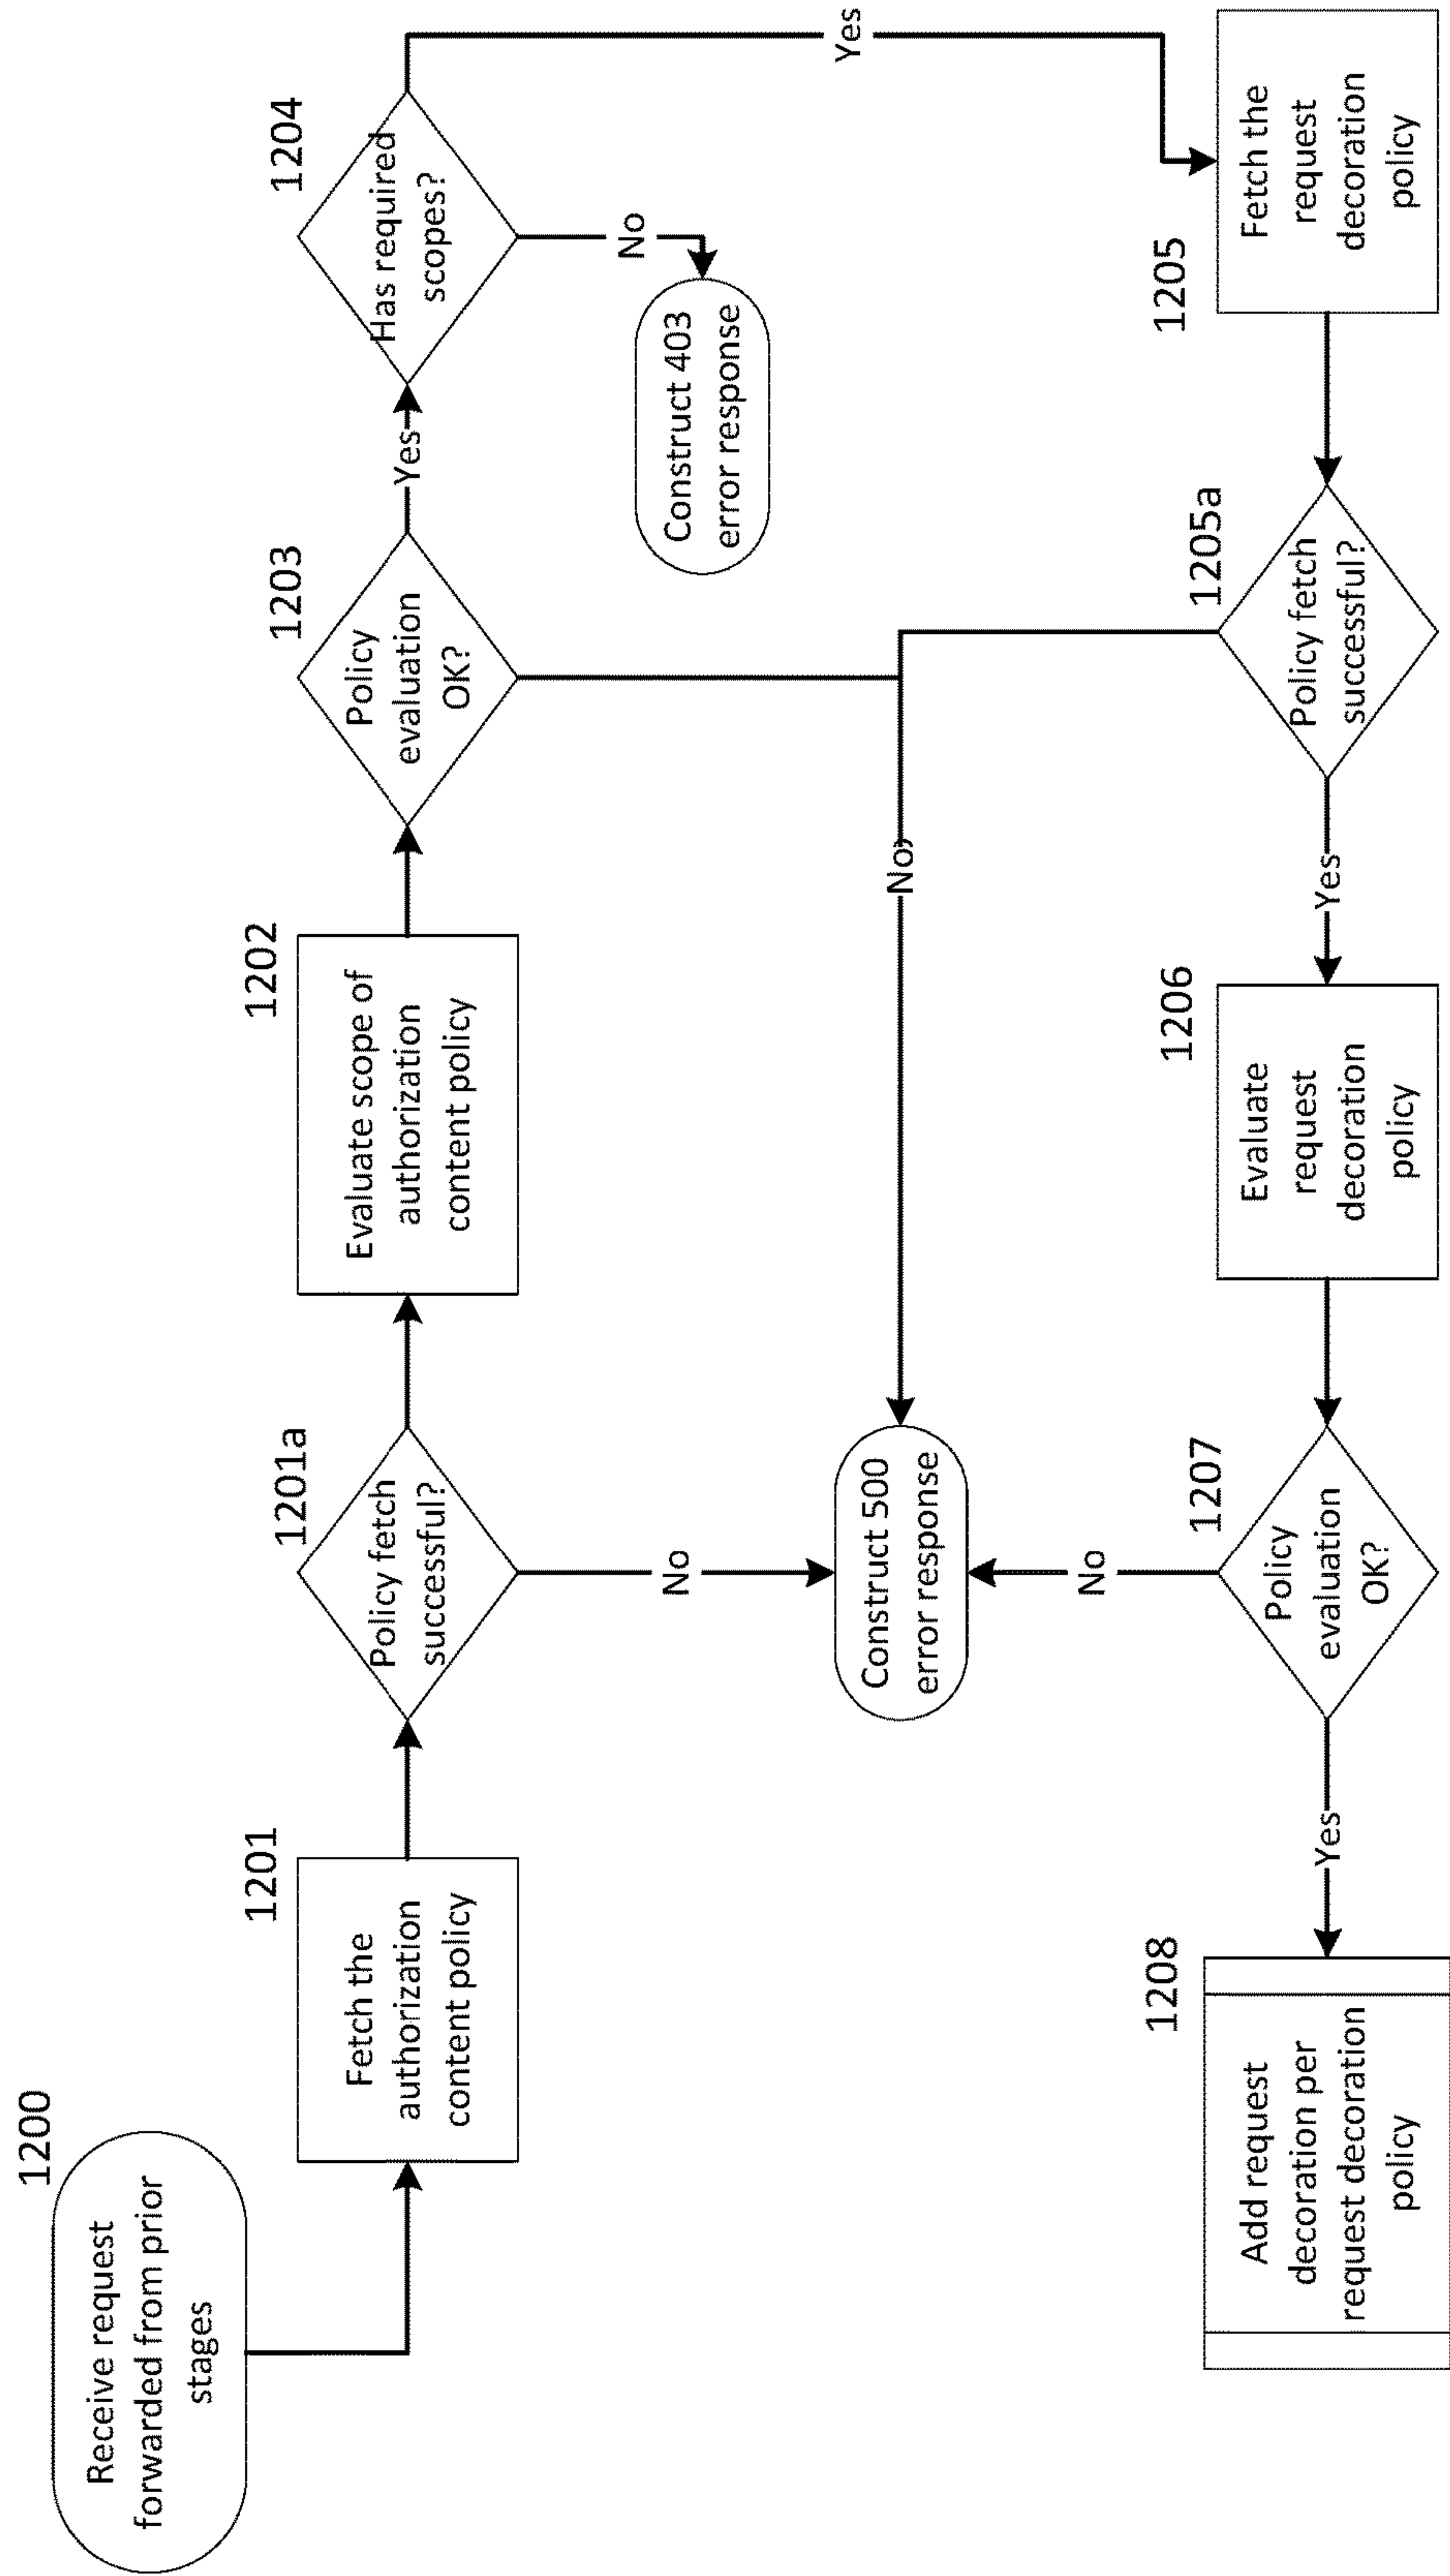 1200
Receive request
forwarded from prior
stages
1201
Fetch the
authorization
content policy
1201a
Policy fetch
successful?
No
1202
Evaluate scope of
authorization
content policy
1203
Policy
evaluation
OK?
Yes
1204
Has required
scopes?
No
Construct 403
error response
Yes
No
Construct 500
error response
1205
Fetch the
request
decoration
policy
1205a
Policy fetch
successful?
Yes
1206
Evaluate
request
decoration
policy
1207
Policy
evaluation
OK?
No
Yes
1208
Add request
decoration per
request decoration
policy